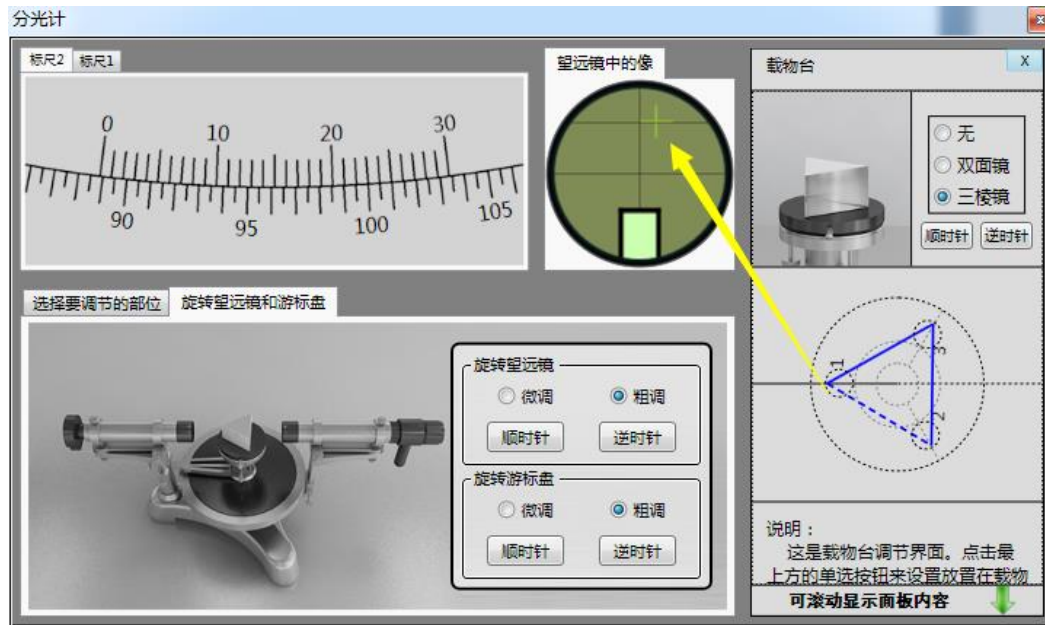 分光计
x
标尺2 标尺1
0 10 20 30
90 95 100 105
望远镜中的像
载物台
X
无
双面镜
三棱镜
顺时针 逆时针
选择要调节的部位 旋转望远镜和游标盘
旋转望远镜
微调 粗调
顺时针 逆时针
旋转游标盘
微调 粗调
顺时针 逆时针
1
3
2
说明：
这是载物台调节界面。点击最
上方的单选按钮来设置放置在载物
可滚动显示面板内容